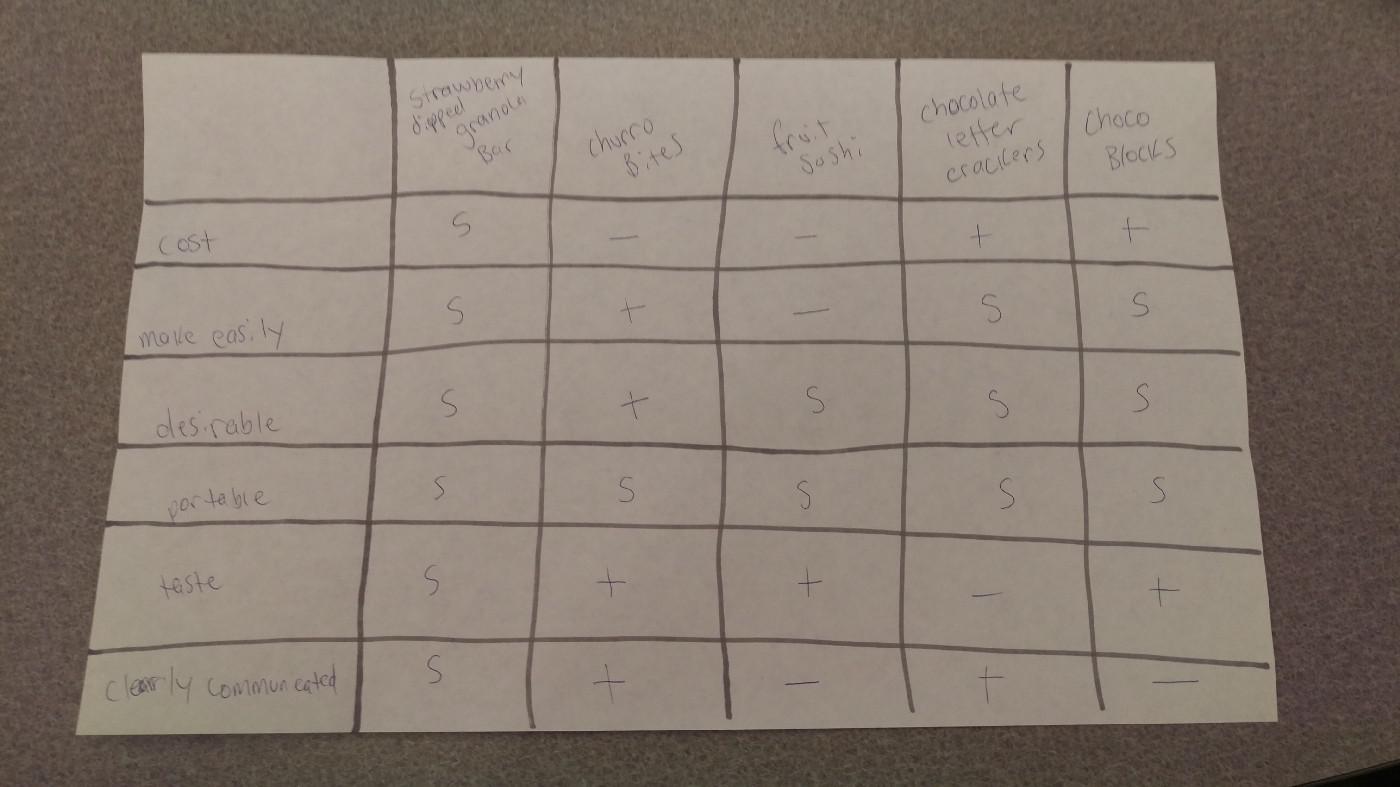 strawberry
dipped
granola
Bar
churro
Bites
fruit
Sushi
chocolate
letter
crackers
Choco
Blocks
cost S — — + +
make easily S + — S S
desirable S + S S S
portable S S S S S
taste S + + — +
Clearly communcated S + — + —